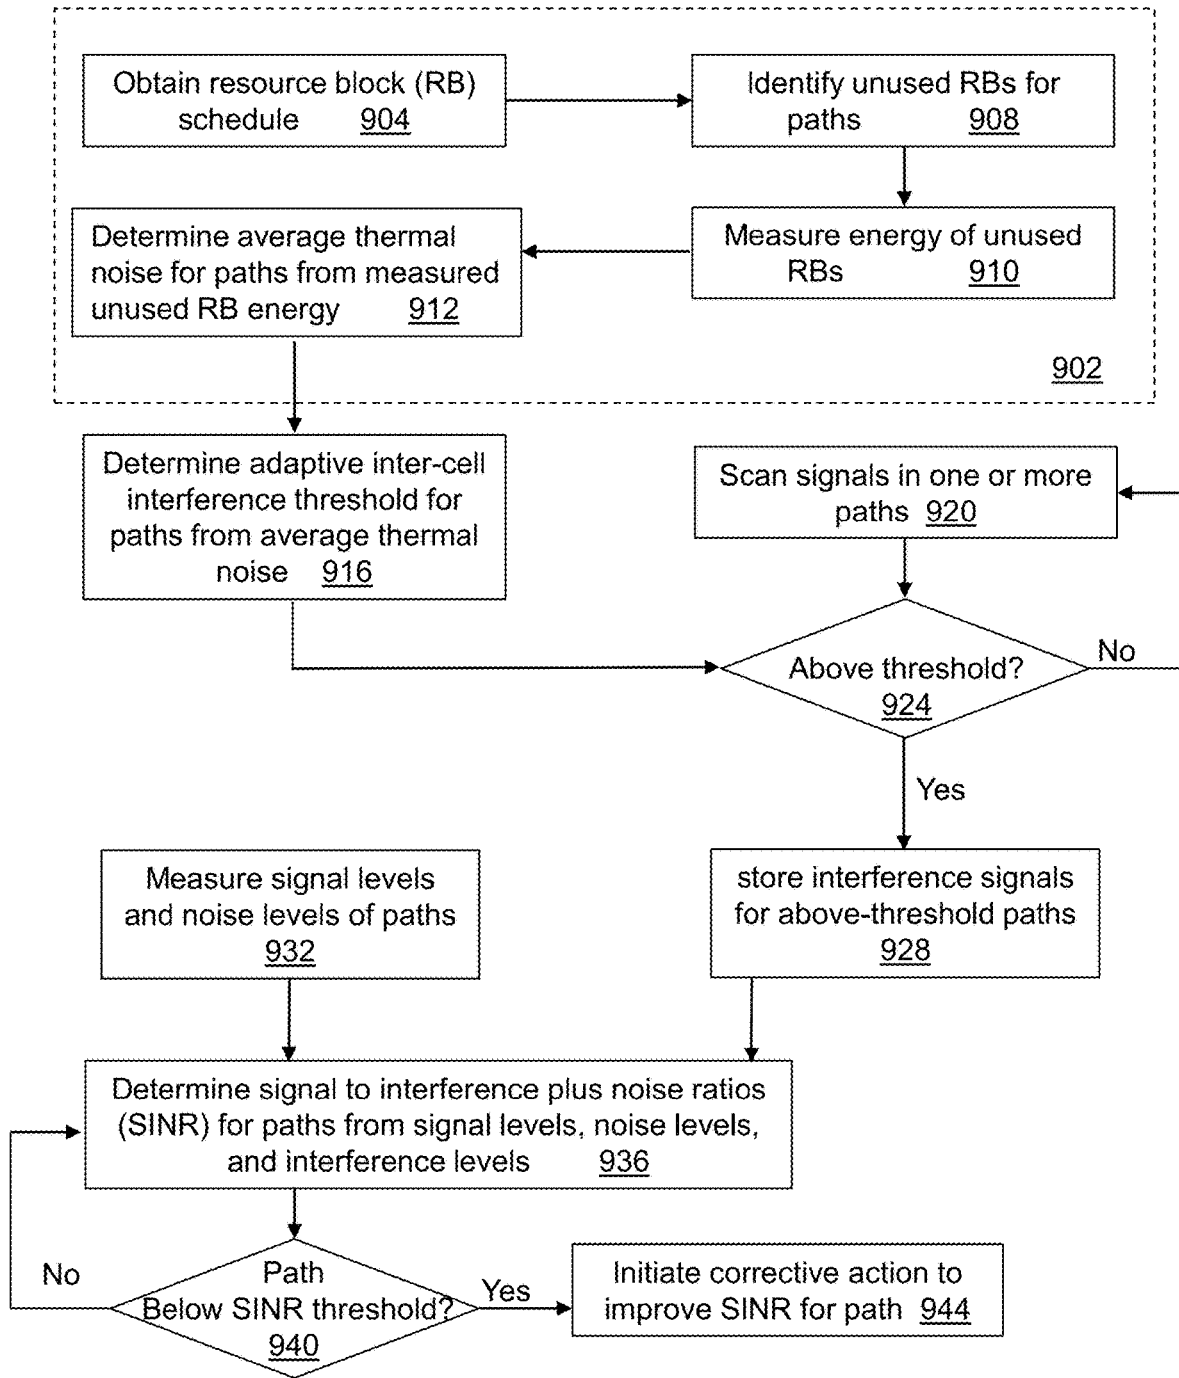 Obtain resource block (RB)
schedule 904
Identify unused RBs for
paths 908
Measure energy of unused
RBs 910
Determine average thermal
noise for paths from measured
unused RB energy 912
902
Determine adaptive inter-cell
interference threshold for
paths from average thermal
noise 916
Scan signals in one or more
paths 920
Above threshold?
924
No
Yes
store interference signals
for above-threshold paths
928
Measure signal levels
and noise levels of paths
932
Determine signal to interference plus noise ratios
(SINR) for paths from signal levels, noise levels,
and interference levels 936
Path
Below SINR threshold?
940
No
Yes
Initiate corrective action to
improve SINR for path 944